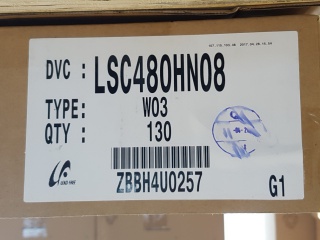 DVC : LSC480HN08
TYPE: W03
QTY : 130
ZBBH4U0257
G1